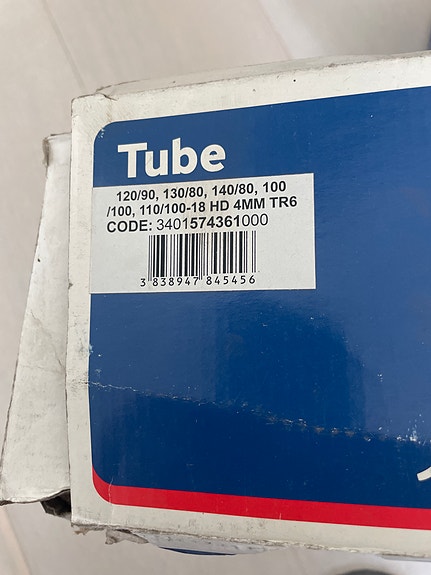 Tube
120/90, 130/80, 140/80, 100
/100, 110/100-18 HD 4MM TR6
CODE: 3401574361000
3 838947 845456